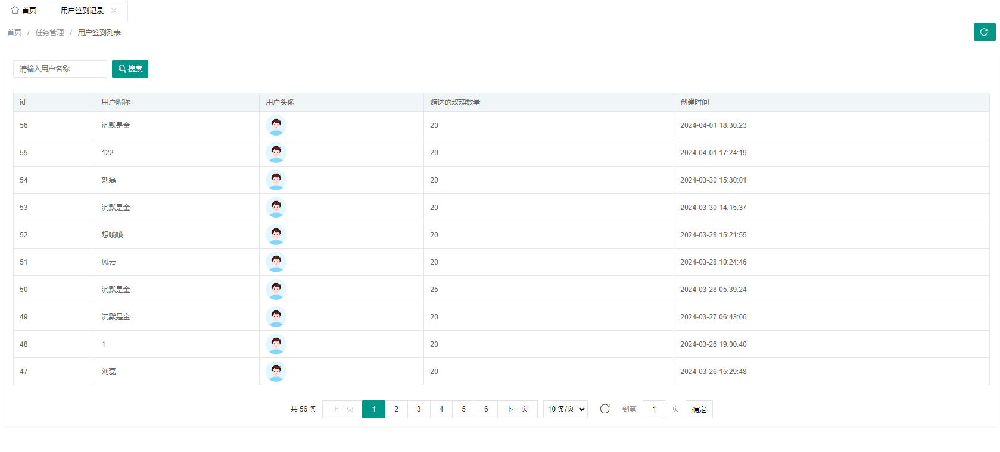 首页 用户签到记录
首页 / 任务管理 / 用户签到列表
请输入用户名称 搜索
id 用户昵称 用户头像 赠送的玫瑰数量 创建时间
56 沉默是金 20 2024-04-01 18:30:23
55 122 20 2024-04-01 17:24:19
54 刘磊 20 2024-03-30 15:30:01
53 沉默是金 20 2024-03-30 14:15:37
52 想哦哦 20 2024-03-28 15:21:55
51 风云 20 2024-03-28 10:24:46
50 沉默是金 25 2024-03-28 05:39:24
49 沉默是金 20 2024-03-27 06:43:06
48 1 20 2024-03-26 19:00:40
47 刘磊 20 2024-03-26 15:29:48
共 56 条 上一页 1 2 3 4 5 6 下一页 10 条/页 到第 1 页 确定